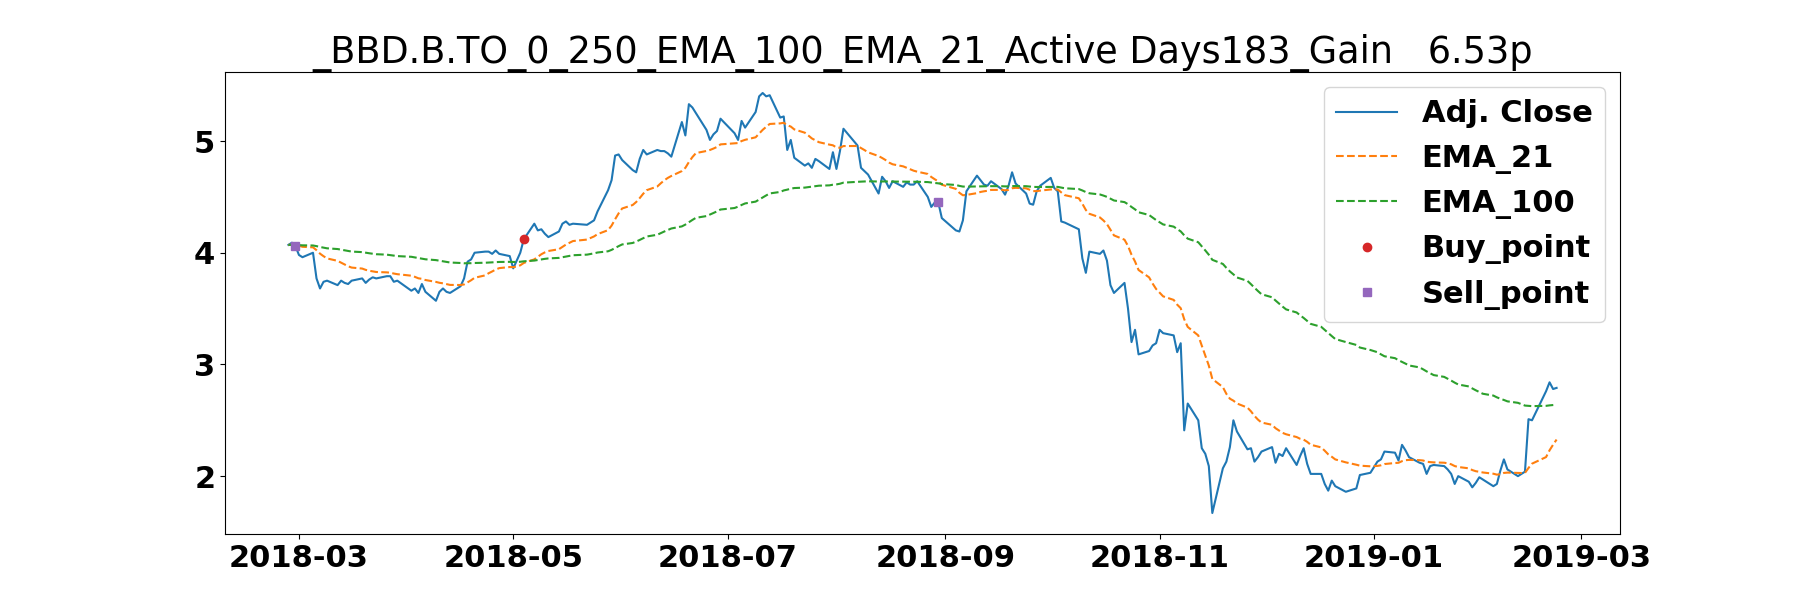 _BBD.B.TO_0_250_EMA_100_EMA_21_Active Days183_Gain   6.53p
Adj. Close
EMA_21
EMA_100
Buy_point
Sell_point
5
4
3
2
2018-03
2018-05
2018-07
2018-09
2018-11
2019-01
2019-03